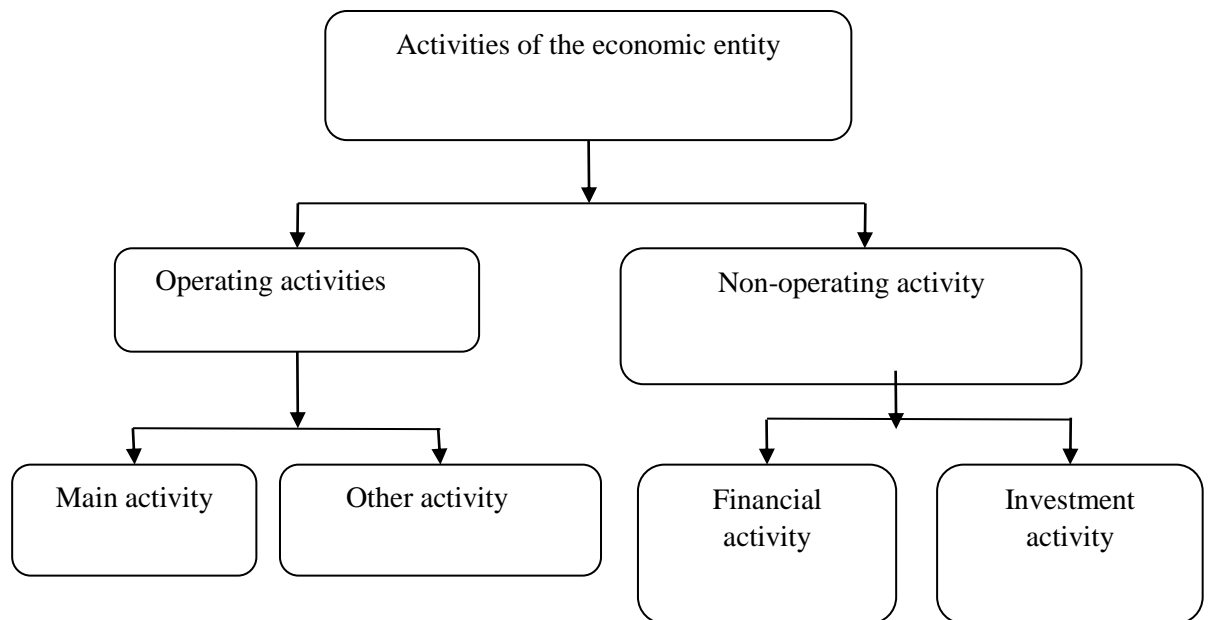 Activities of the economic entity
Operating activities
Non-operating activity
Main activity
Other activity
Financial
activity
Investment
activity